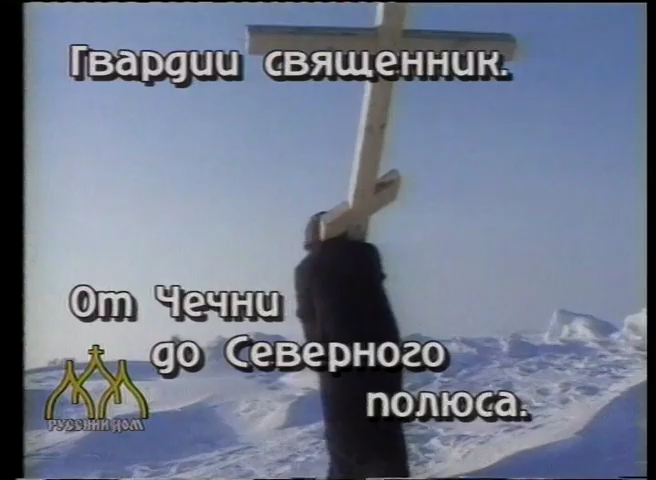 Гвардии священник.
От Чечни
до Северного
полюса.
РУССКИЙ ДОМ